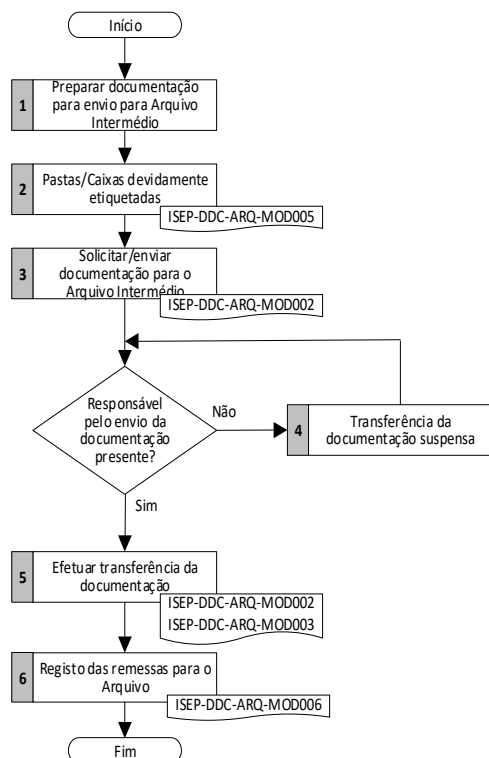 Início
1
Preparar documentação
para envio para Arquivo
Intermédio
2
Pastas/Caixas devidamente
etiquetadas
ISEP-DDC-ARQ-MOD005
3
Solicitar/enviar
documentação para o
Arquivo Intermédio
ISEP-DDC-ARQ-MOD002
Responsável
pelo envio da
documentação
presente?
Não
4
Transferência da
documentação suspensa
Sim
5
Efetuar transferência da
documentação
ISEP-DDC-ARQ-MOD002
ISEP-DDC-ARQ-MOD003
6
Registo das remessas para o
Arquivo
ISEP-DDC-ARQ-MOD006
Fim